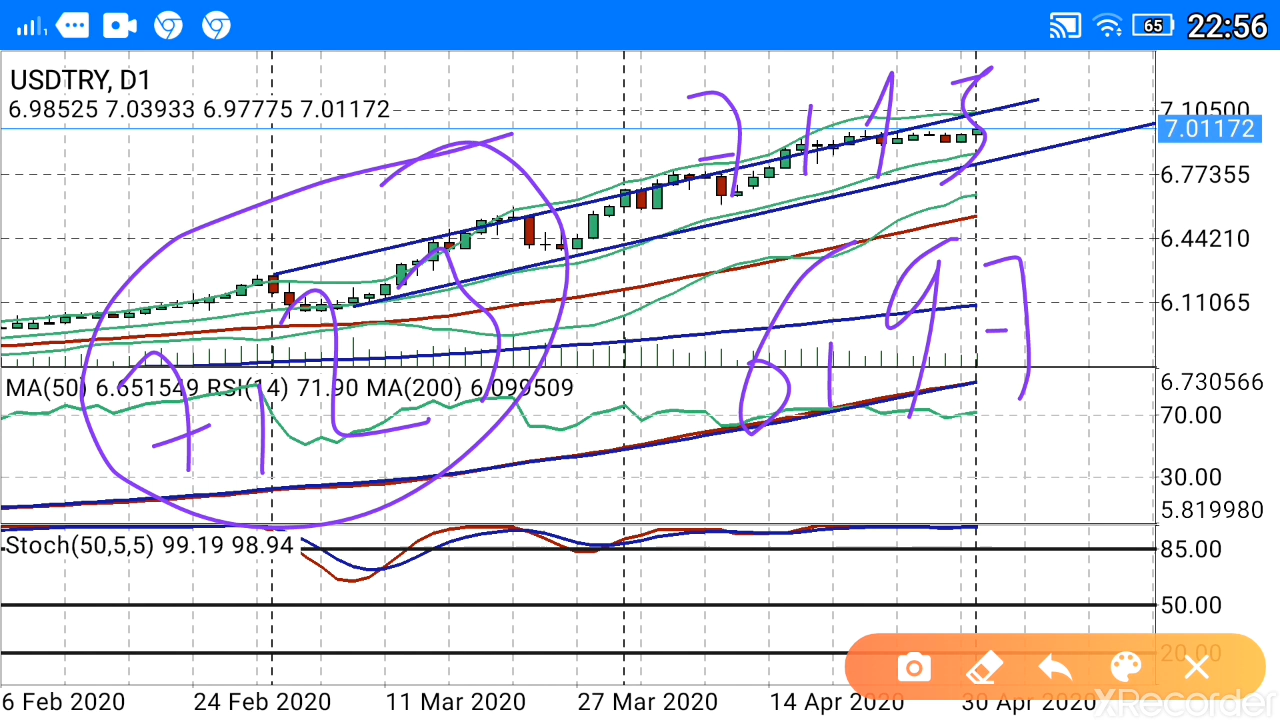 65 22:56
USDTRY, D1
6.98525 7.03933 6.97775 7.01172
7.10500
7.01172
6.77355
6.44210
6.11065
MA(50) 6.651549 RSI(14) 71.90 MA(200) 6.099509
6.730566
70.00
30.00
5.819980
Stoch(50,5,5) 99.19 98.94
85.00
50.00
20.00
6 Feb 2020 24 Feb 2020 11 Mar 2020 27 Mar 2020 14 Apr 2020 30 Apr 2020
XRecorder